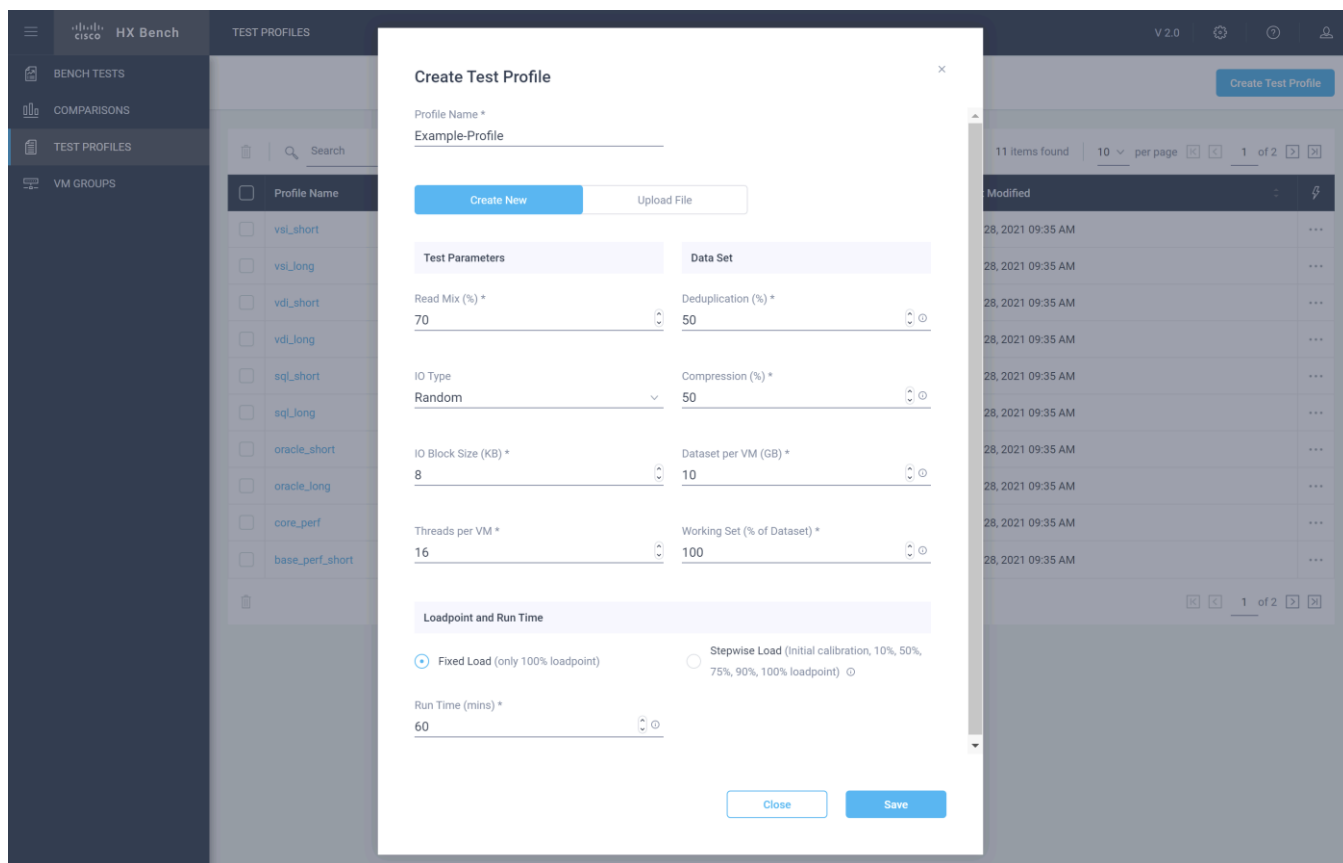 cisco HX Bench
TEST PROFILES
V 2.0
BENCH TESTS
COMPARISONS
TEST PROFILES
VM GROUPS
Create Test Profile
Search
11 items found
10 per page
1 of 2
Profile Name
Modified
vsi_short
28, 2021 09:35 AM
vsi_long
28, 2021 09:35 AM
vdi_short
28, 2021 09:35 AM
vdi_long
28, 2021 09:35 AM
sql_short
28, 2021 09:35 AM
sql_long
28, 2021 09:35 AM
oracle_short
28, 2021 09:35 AM
oracle_long
28, 2021 09:35 AM
core_perf
28, 2021 09:35 AM
base_perf_short
28, 2021 09:35 AM
1 of 2
Create Test Profile
Profile Name *
Example-Profile
Create New
Upload File
Test Parameters
Data Set
Read Mix (%) *
Deduplication (%) *
70
50
IO Type
Compression (%) *
Random
50
IO Block Size (KB) *
Dataset per VM (GB) *
8
10
Threads per VM *
Working Set (% of Dataset) *
16
100
Loadpoint and Run Time
Fixed Load (only 100% loadpoint)
Stepwise Load (Initial calibration, 10%, 50%,
75%, 90%, 100% loadpoint)
Run Time (mins) *
60
Close
Save